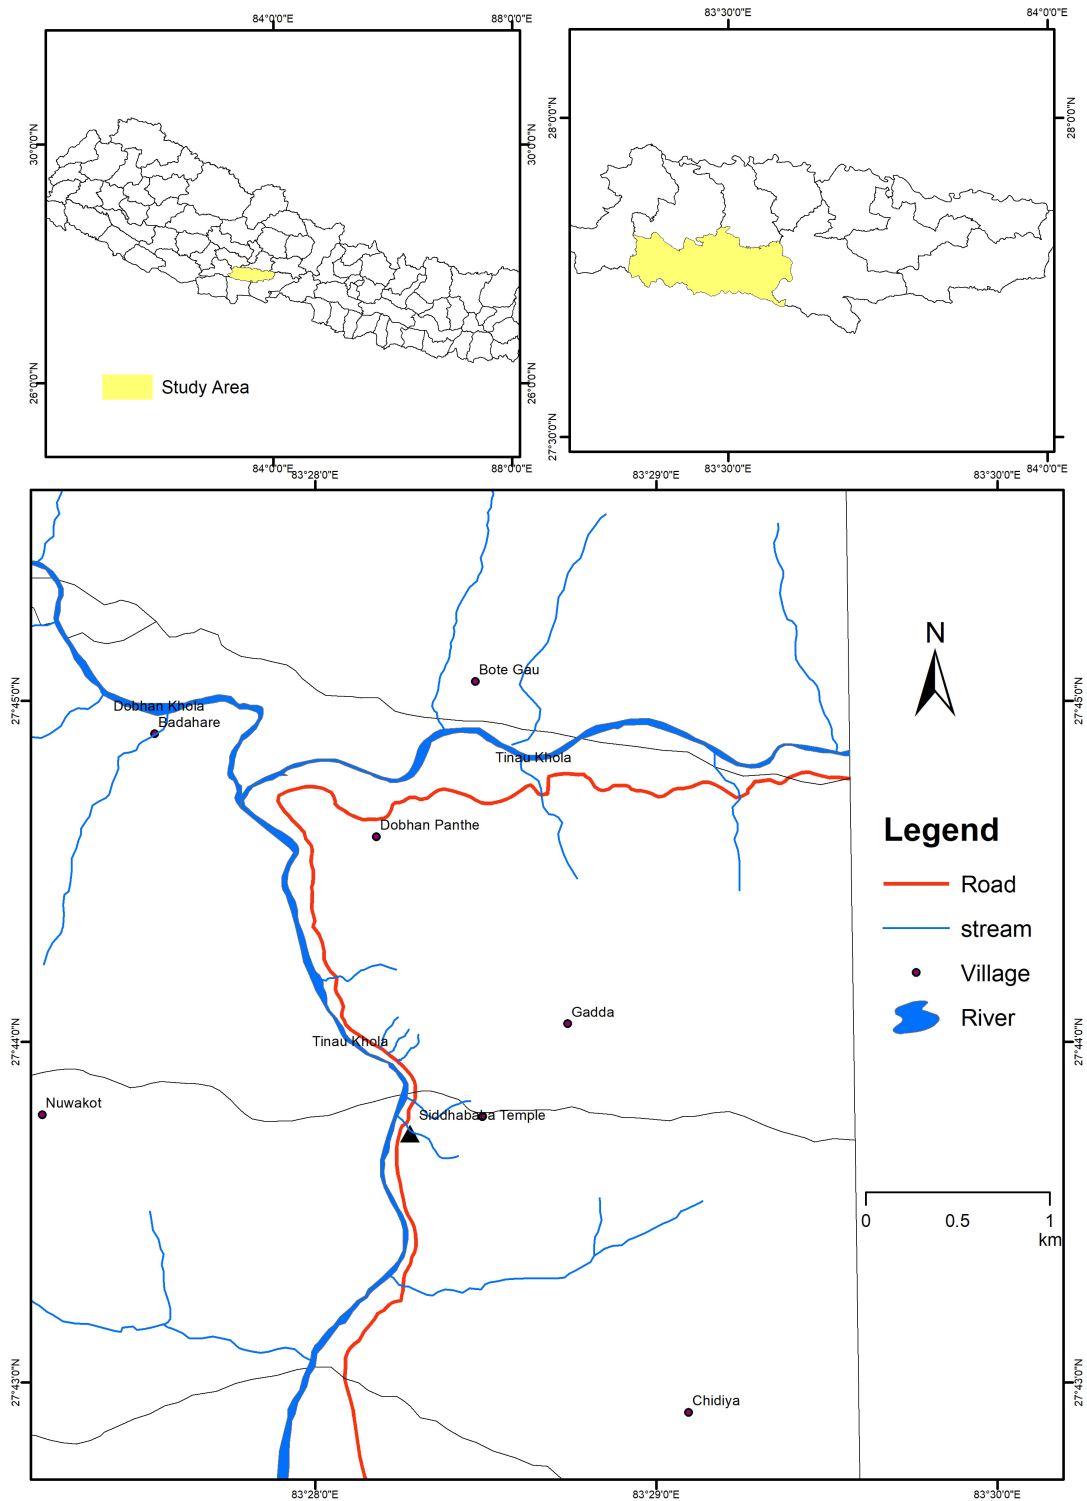 84°0'0"E
88°0'0"E
83°30'0"E
84°0'0"E
30°0'0"N
30°0'0"N
28°0'0"N
28°0'0"N
26°0'0"N
26°0'0"N
Study Area
27°30'0"N
84°0'0"E
88°0'0"E
83°30'0"E
84°0'0"E
83°28'0"E
83°29'0"E
83°30'0"E
N
Bote Gau
27°45'0"N
27°45'0"N
Dobhan Khola
Badahare
Tinau Khola
Dobhan Panthe
Legend
Road
stream
Village
River
Gadda
27°44'0"N
27°44'0"N
Tinau Khola
Nuwakot
Siddhababa Temple
0 0.5 1
km
27°43'0"N
27°43'0"N
Chidiya
83°28'0"E
83°29'0"E
83°30'0"E